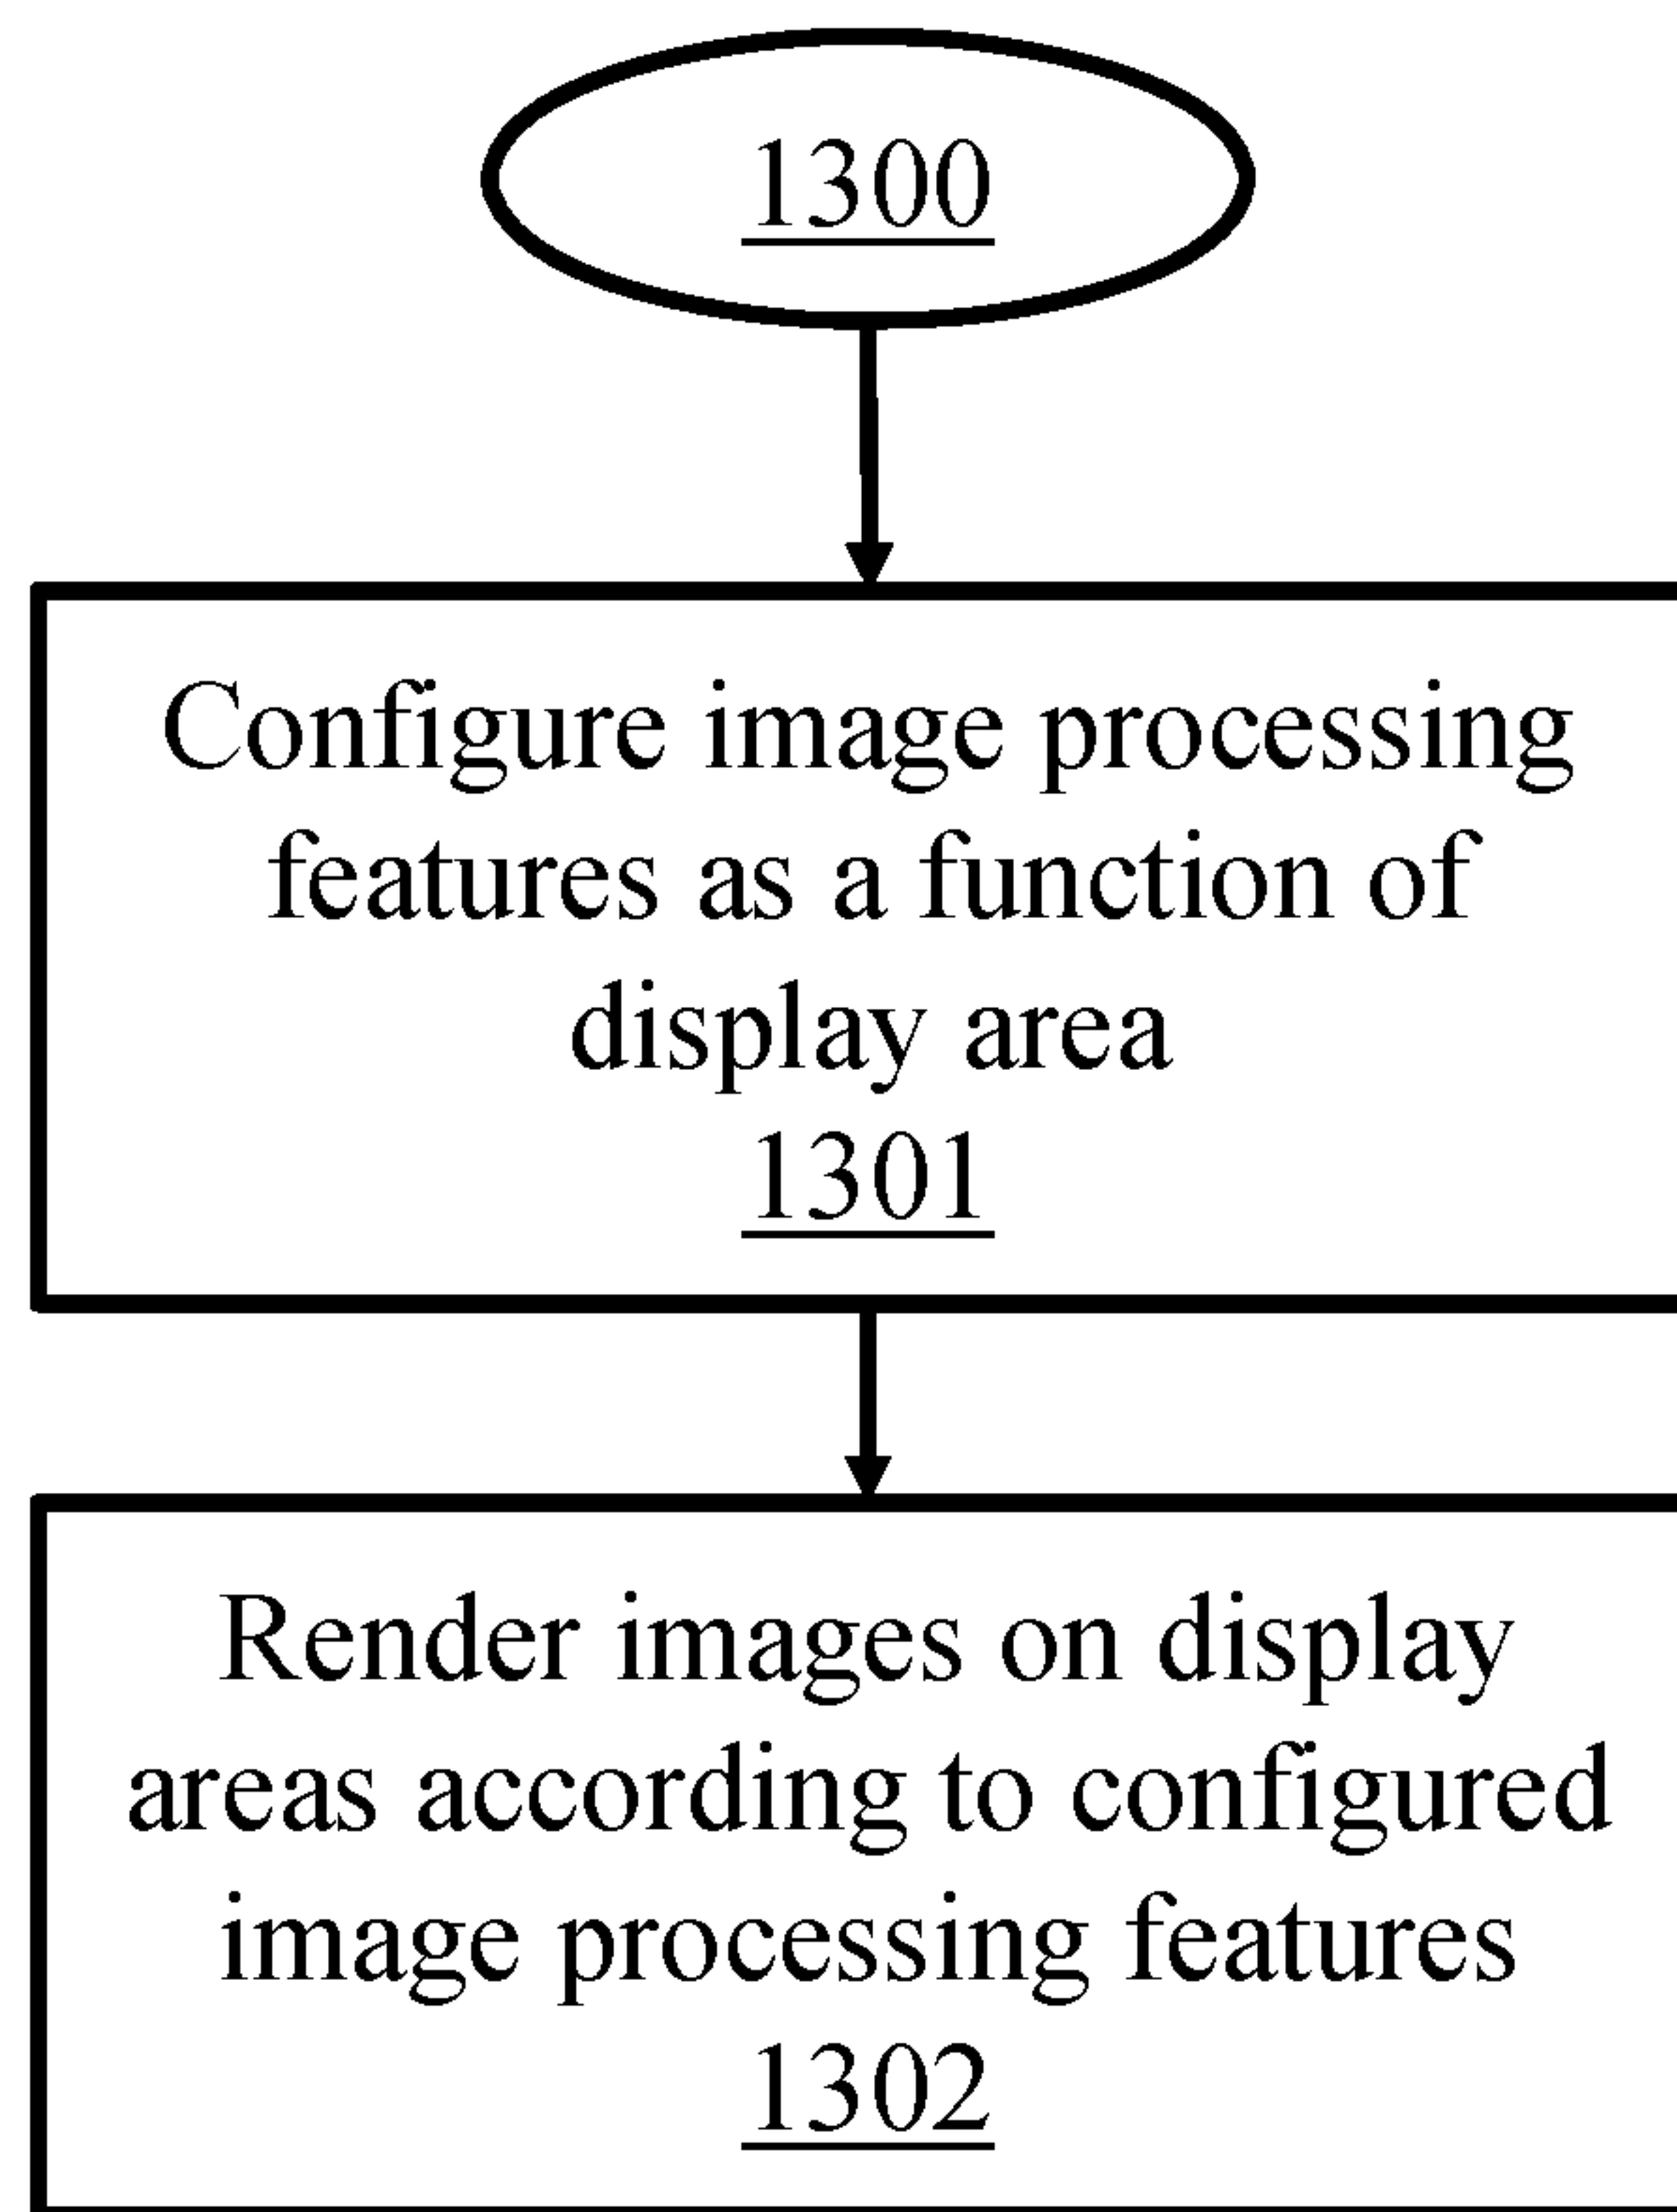 1300
Configure image processing
features as a function of
display area
1301
Render images on display
areas according to configured
image processing features
1302